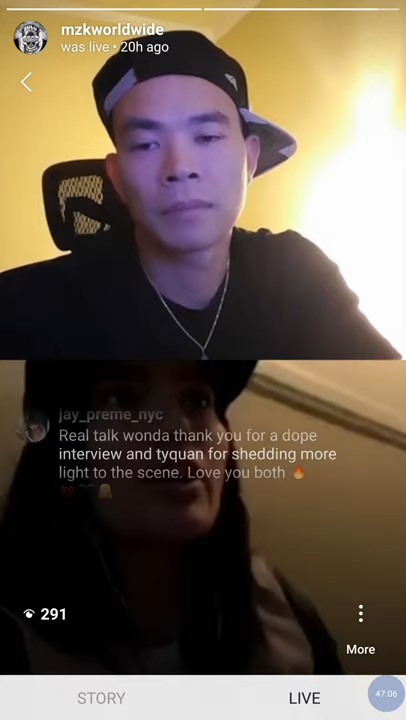 mzkworldwide
was live • 20h ago
jay_preme_nyc
Real talk wonda thank you for a dope
interview and tyquan for shedding more
light to the scene. Love you both 🔥
291
More
STORY
LIVE
47:06